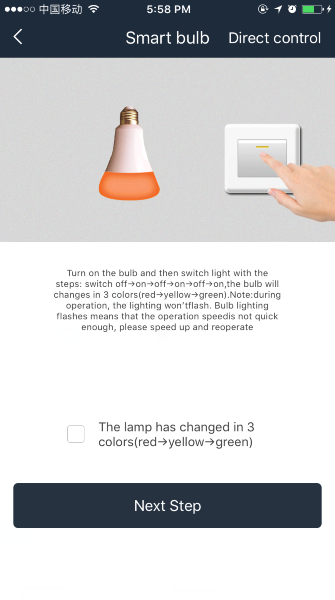 中国移动 5:58 PM
Smart bulb Direct control
Turn on the bulb and then switch light with the
steps: switch off→on→off→on→off→on,the bulb will
changes in 3 colors(red→yellow→green).Note:during
operation, the lighting won'tflash. Bulb lighting
flashes means that the operation speedis not quick
enough, please speed up and reoperate
The lamp has changed in 3
colors(red→yellow→green)
Next Step